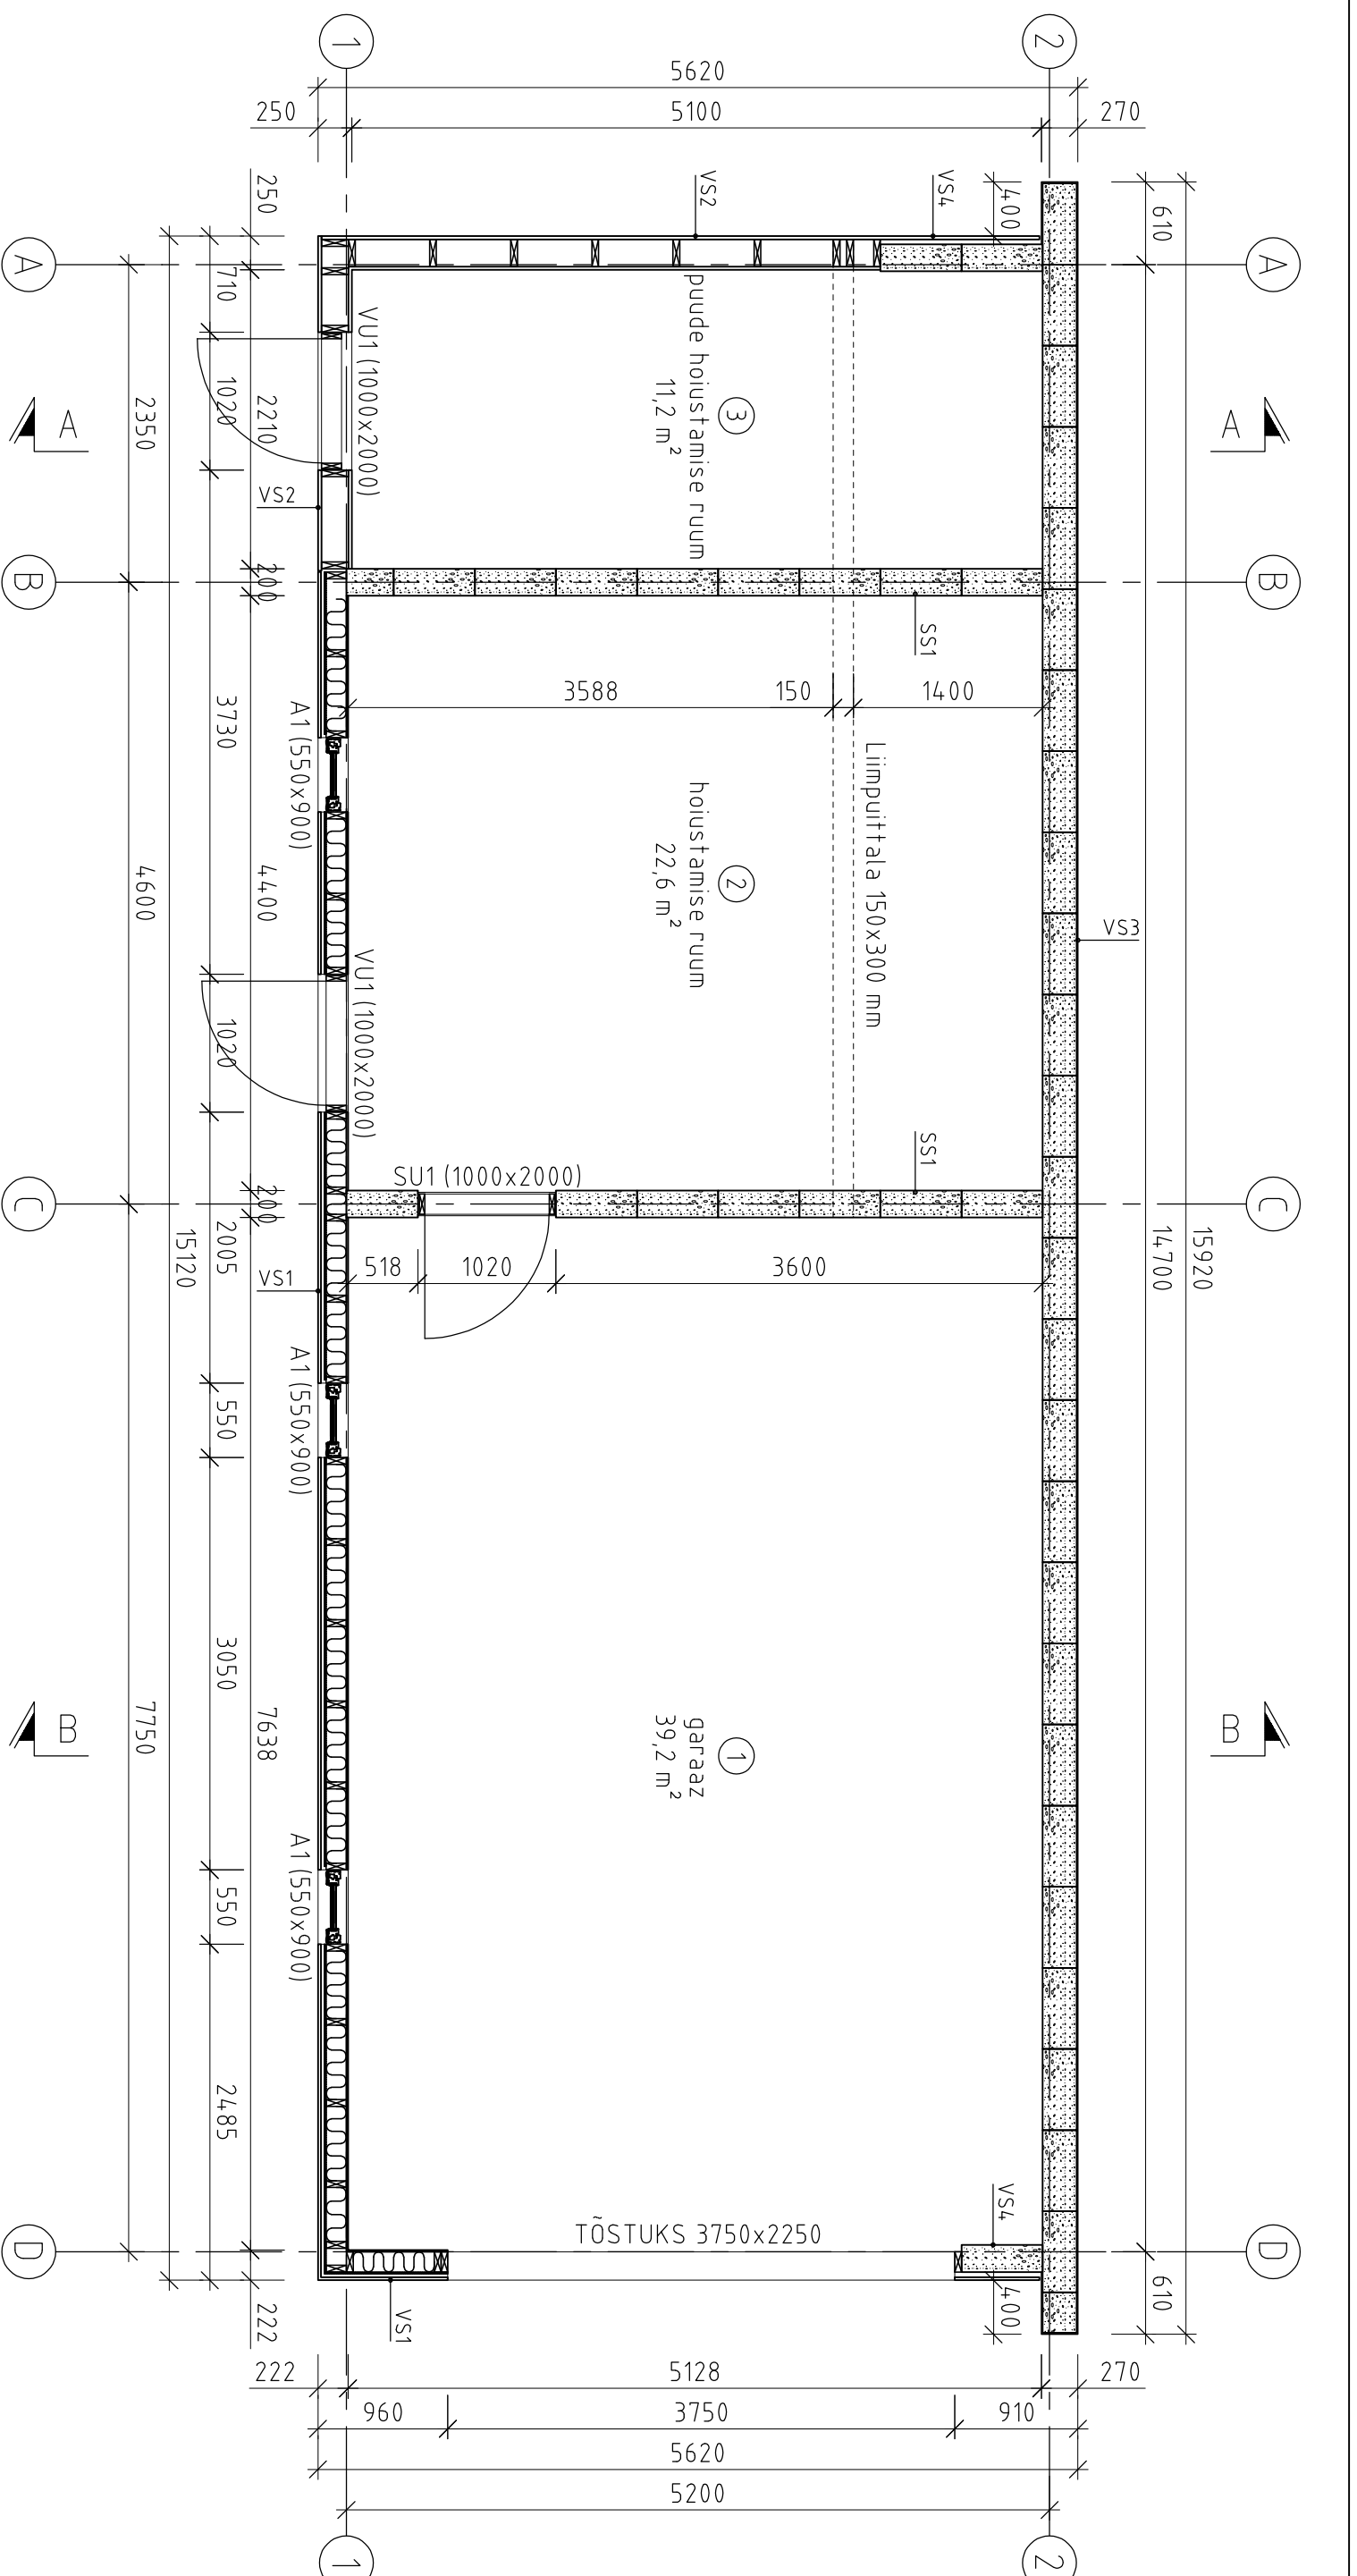 1
2
5620
250
5100
270
250
VS2
VS4
400
610
A
A
710
VU1 (1000x2000)
puude hoiustamise ruum
3
11,2 m²
1020
2210
2350
A
A
VS2
B
B
200
SS1
3588
150
1400
3730
A1 (550x900)
Liimpuittala 150x300 mm
hoiustamise ruum
2
22,6 m²
4400
4600
VS3
VU1 (1000x2000)
1020
SS1
SU1 (1000x2000)
C
C
200
2005
15120
14700
15920
518
1020
3600
VS1
A1 (550x900)
550
3050
7638
7750
B
B
garaaz
1
39,2 m²
A1 (550x900)
550
2485
VS4
TÕSTUKS 3750x2250
D
D
222
VS1
400
610
222
5128
270
960
3750
910
5620
5200
1
2